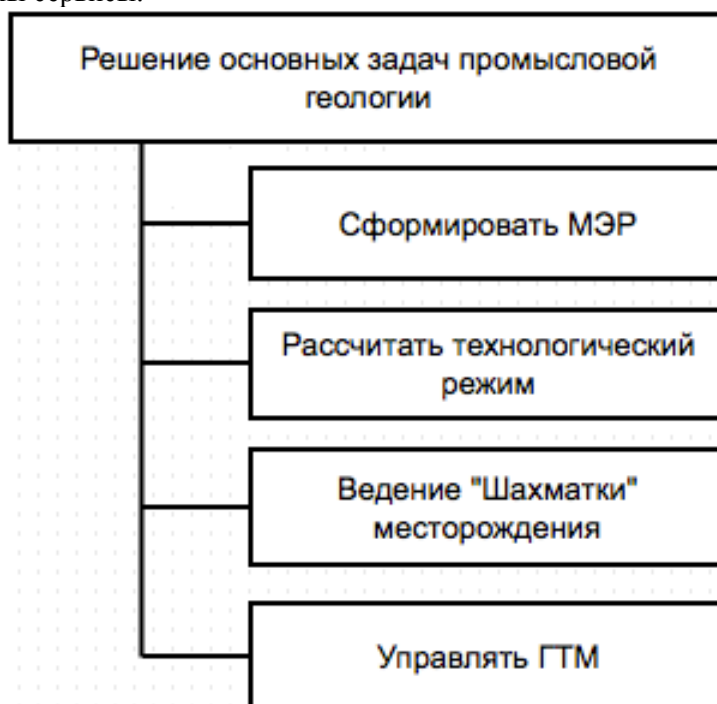 Решение основных задач промысловой
геологии
Сформировать МЭР
Рассчитать технологический
режим
Ведение "Шахматки"
месторождения
Управлять ГТМ